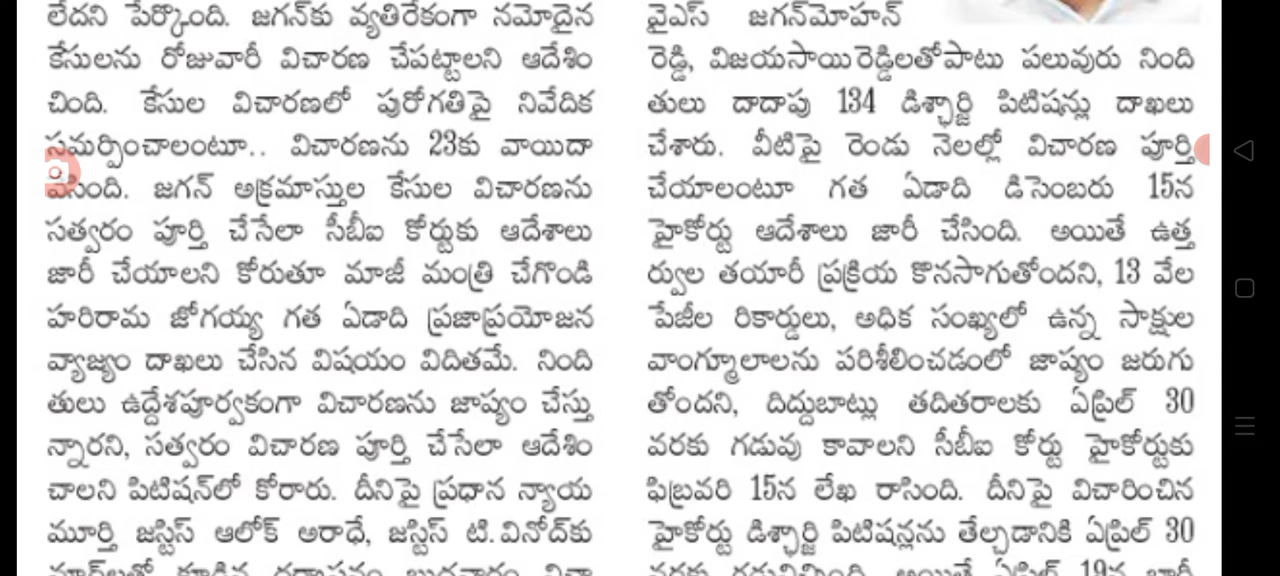 లేదని పేర్కొంది. జగన్‌కు వ్యతిరేకంగా నమోదైన
కేసులను రోజువారీ విచారణ చేపట్టాలని ఆదేశిం
చింది. కేసుల విచారణలో పురోగతిపై నివేదిక
సమర్పించాలంటూ.. విచారణను 23కు వాయిదా
జగన్ అక్రమాస్తుల కేసుల విచారణను
సత్వరం పూర్తి చేసేలా సీబీఐ కోర్టుకు ఆదేశాలు
జారీ చేయాలని కోరుతూ మాజీ మంత్రి చేగొండి
హరిరామ జోగయ్య గత ఏడాది ప్రజాప్రయోజన
వ్యాజ్యం దాఖలు చేసిన విషయం విదితమే. నింది
తులు ఉద్దేశపూర్వకంగా విచారణను జాప్యం చేస్తు
న్నారని, సత్వరం విచారణ పూర్తి చేసేలా ఆదేశిం
చాలని పిటిషన్‌లో కోరారు. దీనిపై ప్రధాన న్యాయ
మూర్తి జస్టిస్ ఆలోక్ అరాధే, జస్టిస్ టి.వినోద్‌కు
వైఎస్ జగన్‌మోహన్
రెడ్డి, విజయసాయిరెడ్డిలతోపాటు పలువురు నింది
తులు దాదాపు 134 డిశ్ఛార్జి పిటిషన్లు దాఖలు
చేశారు. వీటిపై రెండు నెలల్లో విచారణ పూర్తి
చేయాలంటూ గత ఏడాది డిసెంబరు 15న
హైకోర్టు ఆదేశాలు జారీ చేసింది. అయితే ఉత్త
ర్వుల తయారీ ప్రక్రియ కొనసాగుతోందని, 13 వేల
పేజీల రికార్డులు, అధిక సంఖ్యలో ఉన్న సాక్షుల
వాంగ్మూలాలను పరిశీలించడంలో జాప్యం జరుగు
తోందని, దిద్దుబాట్లు తదితరాలకు ఏప్రిల్ 30
వరకు గడువు కావాలని సీబీఐ కోర్టు హైకోర్టుకు
ఫిబ్రవరి 15న లేఖ రాసింది. దీనిపై విచారించిన
హైకోర్టు డిశ్ఛార్జి పిటిషన్లను తేల్చడానికి ఏప్రిల్ 30